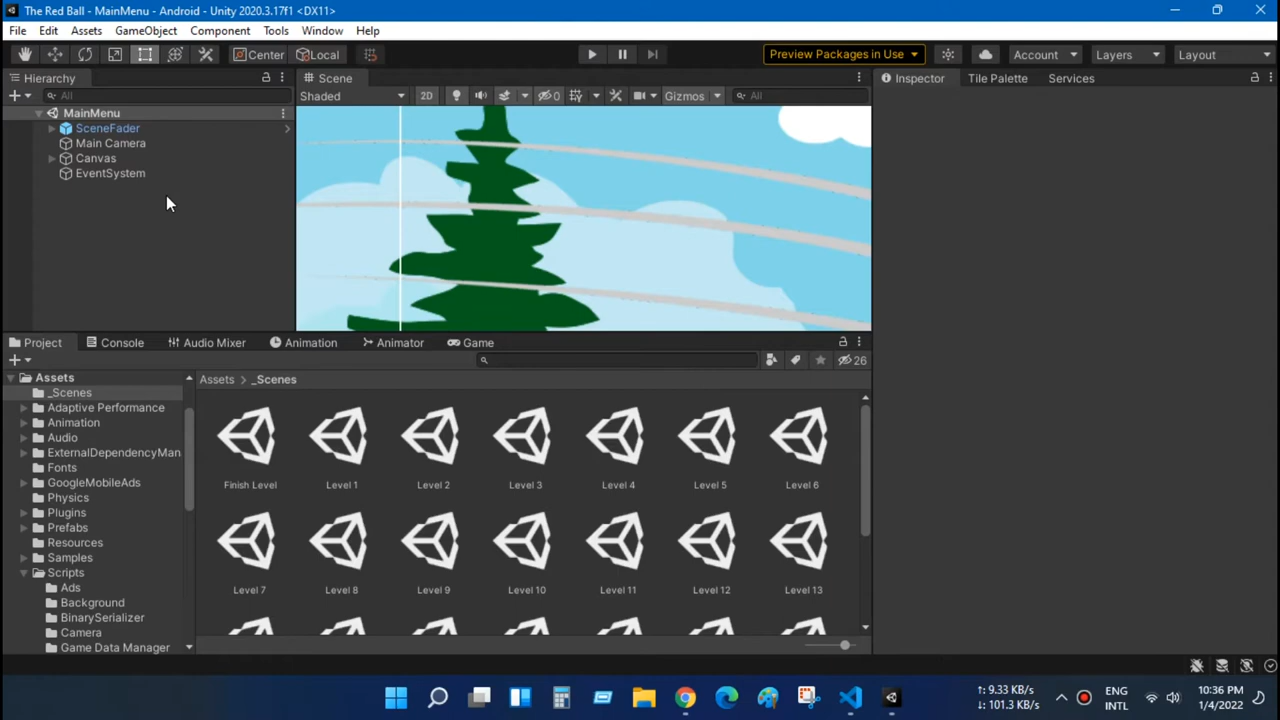 The Red Ball - MainMenu - Android - Unity 2020.3.17f1 <DX11>
File Edit Assets GameObject Component Tools Window Help
Center Local Preview Packages in Use Account Layers Layout
Hierarchy Scene Inspector Tile Palette Services
All Shaded 2D 0 Gizmos All
MainMenu
SceneFader
Main Camera
Canvas
EventSystem
Project Console Audio Mixer Animation Animator Game
26
Assets
Assets > _Scenes
_Scenes
Adaptive Performance
Animation
Audio
ExternalDependencyMan
Fonts
GoogleMobileAds
Physics
Plugins
Prefabs
Resources
Samples
Scripts
Ads
Background
BinarySerializer
Camera
Game Data Manager
Finish Level Level 1 Level 2 Level 3 Level 4 Level 5 Level 6
Level 7 Level 8 Level 9 Level 10 Level 11 Level 12 Level 13
↑: 9.33 KB/s
↓: 101.3 KB/s
ENG
INTL
10:36 PM
1/4/2022